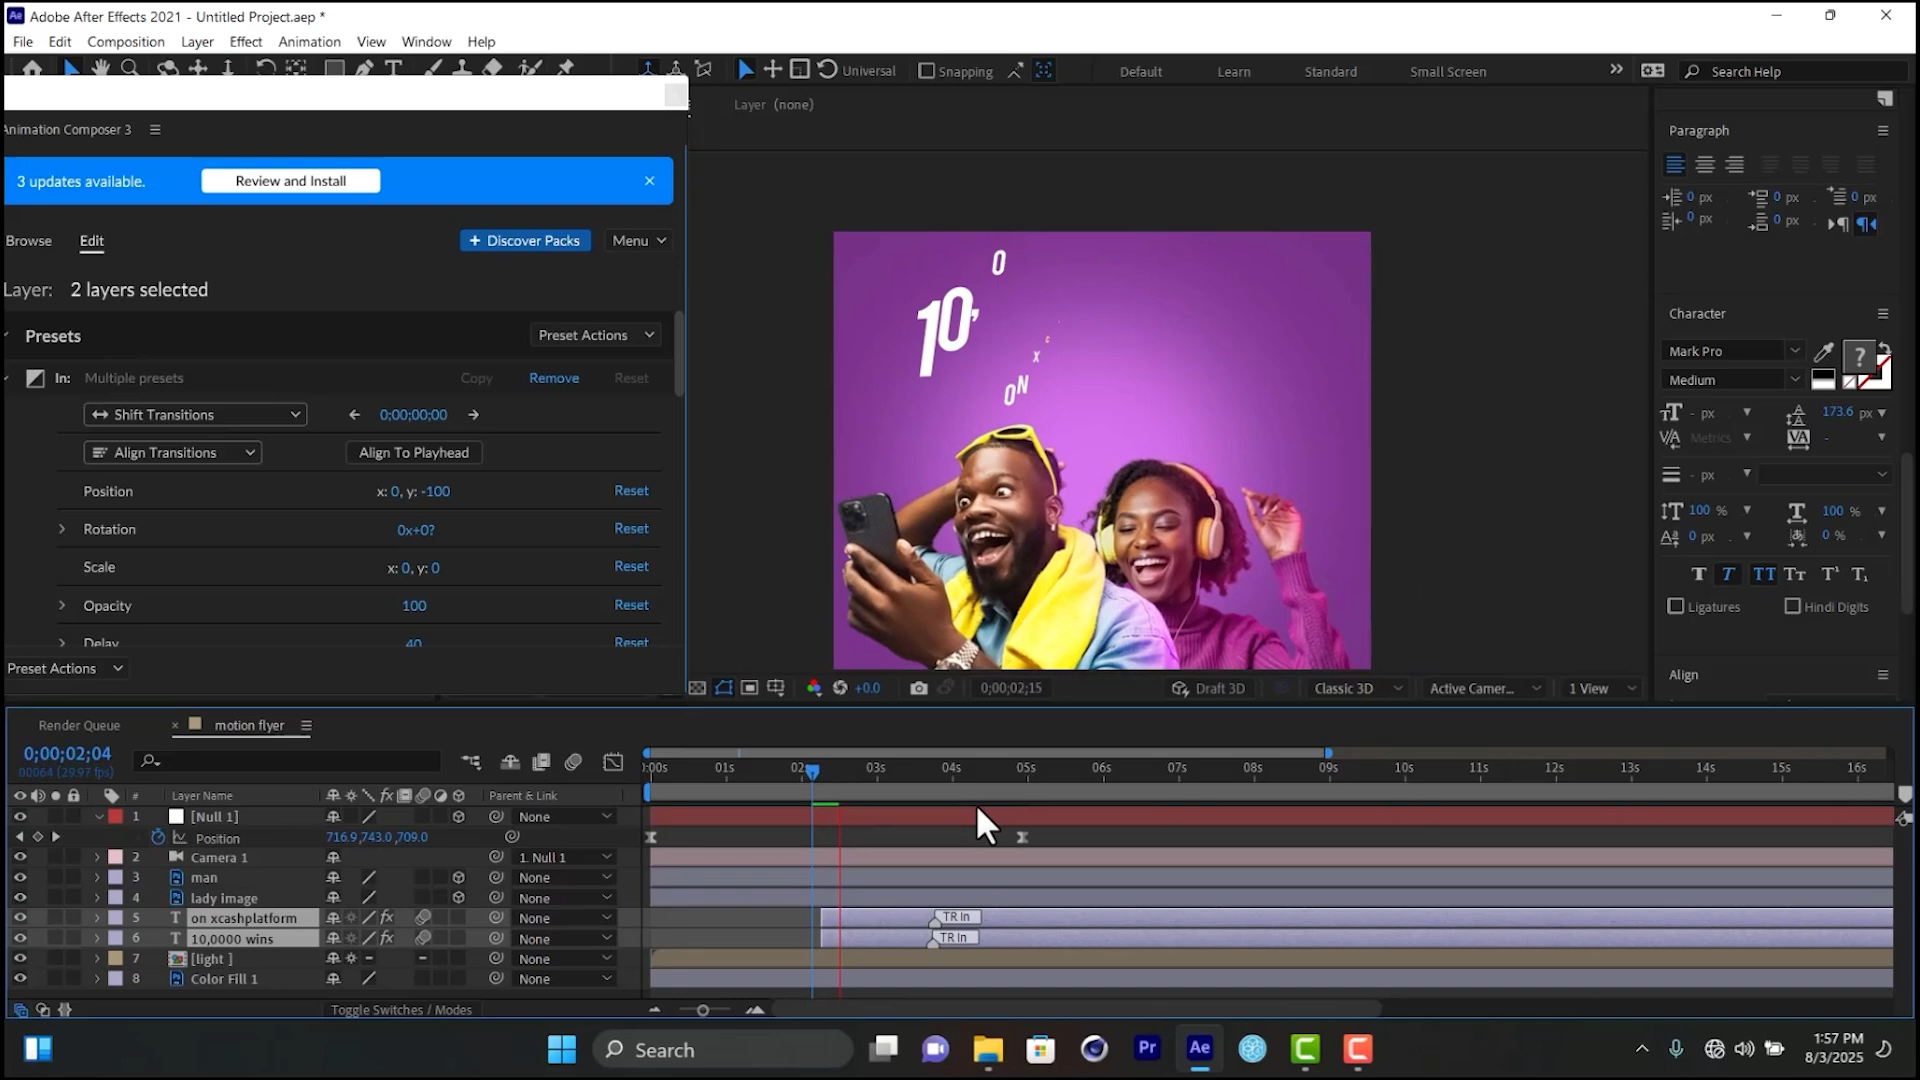 Adobe After Effects 2021 - Untitled Project.aep *
File Edit Composition Layer Effect Animation View Window Help
Universal Snapping Default Learn Standard Small Screen Search Help
Animation Composer 3
3 updates available. Review and Install
Browse Edit + Discover Packs Menu
Layer: 2 layers selected
Presets Preset Actions
In: Multiple presets Copy Remove Reset
Shift Transitions 0;00;00;00
Align Transitions Align To Playhead
Position x: 0, y: -100 Reset
Rotation 0x+0? Reset
Scale x: 0, y: 0 Reset
Opacity 100 Reset
Delay 40 Reset
Preset Actions
Layer (none)
0
10,
x c
ON
+0.0 0;00;02;15 Draft 3D Classic 3D Active Camer... 1 View
Paragraph
0 px 0 px 0 px
0 px 0 px
Character
Mark Pro ?
Medium
- px 173.6 px
Metrics -
- px
100 % 100 %
0 px 0 %
T T TT Tt T¹ T₁
Ligatures Hindi Digits
Align
Render Queue × motion flyer
0;00;02;04
00064 (29.97 fps)
:00s 01s 02 03s 04s 05s 06s 07s 08s 09s 10s 11s 12s 13s 14s 15s 16s
# Layer Name Parent & Link
1 [Null 1] None
Position 716.9,743.0,709.0
2 Camera 1 1. Null 1
3 man None
4 lady image None
5 T on xcashplatform fx None TR In
6 T 10,0000 wins fx None TR In
7 [light ] None
8 Color Fill 1 None
Toggle Switches / Modes
Search Pr Ae 1:57 PM
8/3/2025